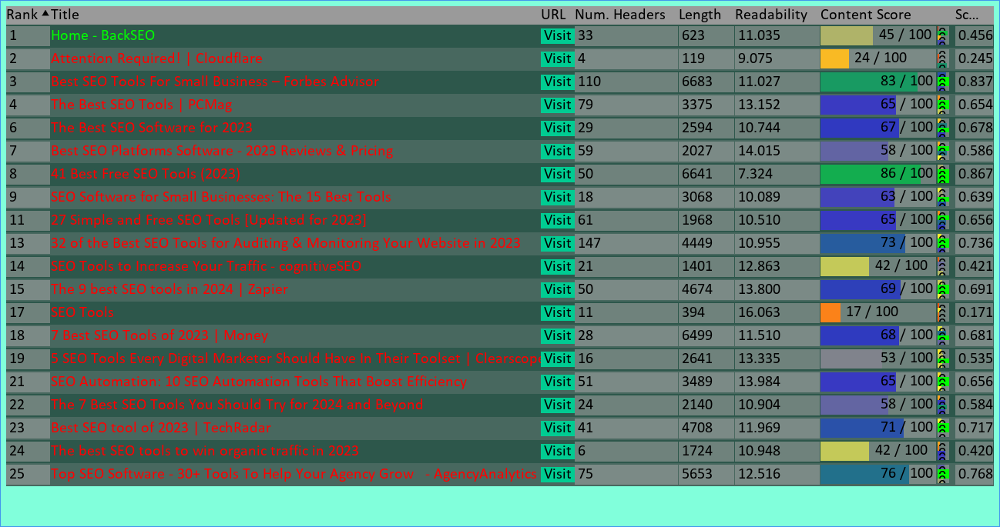 Rank Title URL Num. Headers Length Readability Content Score Sc...
1 Home - BackSEO Visit 33 623 11.035 45 / 100 0.456
2 Attention Required! | Cloudflare Visit 4 119 9.075 24 / 100 0.245
3 Best SEO Tools For Small Business – Forbes Advisor Visit 110 6683 11.027 83 / 100 0.837
4 The Best SEO Tools | PCMag Visit 79 3375 13.152 65 / 100 0.654
6 The Best SEO Software for 2023 Visit 29 2594 10.744 67 / 100 0.678
7 Best SEO Platforms Software - 2023 Reviews & Pricing Visit 59 2027 14.015 58 / 100 0.586
8 41 Best Free SEO Tools (2023) Visit 50 6641 7.324 86 / 100 0.867
9 SEO Software for Small Businesses: The 15 Best Tools Visit 18 3068 10.089 63 / 100 0.639
11 27 Simple and Free SEO Tools [Updated for 2023] Visit 61 1968 10.510 65 / 100 0.656
13 32 of the Best SEO Tools for Auditing & Monitoring Your Website in 2023 Visit 147 4449 10.955 73 / 100 0.736
14 SEO Tools to Increase Your Traffic - cognitiveSEO Visit 21 1401 12.863 42 / 100 0.421
15 The 9 best SEO tools in 2024 | Zapier Visit 50 4674 13.800 69 / 100 0.691
17 SEO Tools Visit 11 394 16.063 17 / 100 0.171
18 7 Best SEO Tools of 2023 | Money Visit 28 6499 11.510 68 / 100 0.681
19 5 SEO Tools Every Digital Marketer Should Have In Their Toolset | Clearscop Visit 16 2641 13.335 53 / 100 0.535
21 SEO Automation: 10 SEO Automation Tools That Boost Efficiency Visit 51 3489 13.984 65 / 100 0.656
22 The 7 Best SEO Tools You Should Try for 2024 and Beyond Visit 24 2140 10.904 58 / 100 0.584
23 Best SEO tool of 2023 | TechRadar Visit 41 4708 11.969 71 / 100 0.717
24 The best SEO tools to win organic traffic in 2023 Visit 6 1724 10.948 42 / 100 0.420
25 Top SEO Software - 30+ Tools To Help Your Agency Grow - AgencyAnalytics Visit 75 5653 12.516 76 / 100 0.768